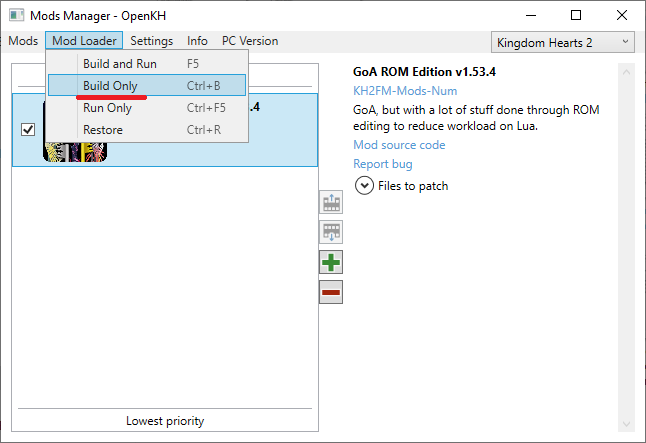 Mods Manager - OpenKH
Mods Mod Loader Settings Info PC Version Kingdom Hearts 2
Build and Run F5
Build Only Ctrl+B
Run Only Ctrl+F5
Restore Ctrl+R
.4
Lowest priority
GoA ROM Edition v1.53.4
KH2FM-Mods-Num
GoA, but with a lot of stuff done through ROM
editing to reduce workload on Lua.
Mod source code
Report bug
Files to patch